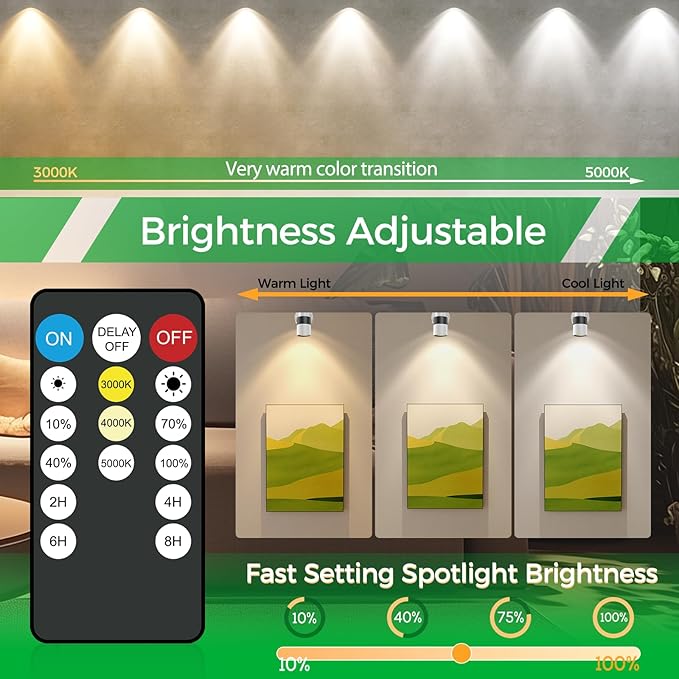 3000K Very warm color transition 5000K
Brightness Adjustable
Warm Light Cool Light
ON DELAY OFF OFF
3000K
10% 4000K 70%
40% 5000K 100%
2H 4H
6H 8H
Fast Setting Spotlight Brightness
10% 40% 75% 100%
10% 100%